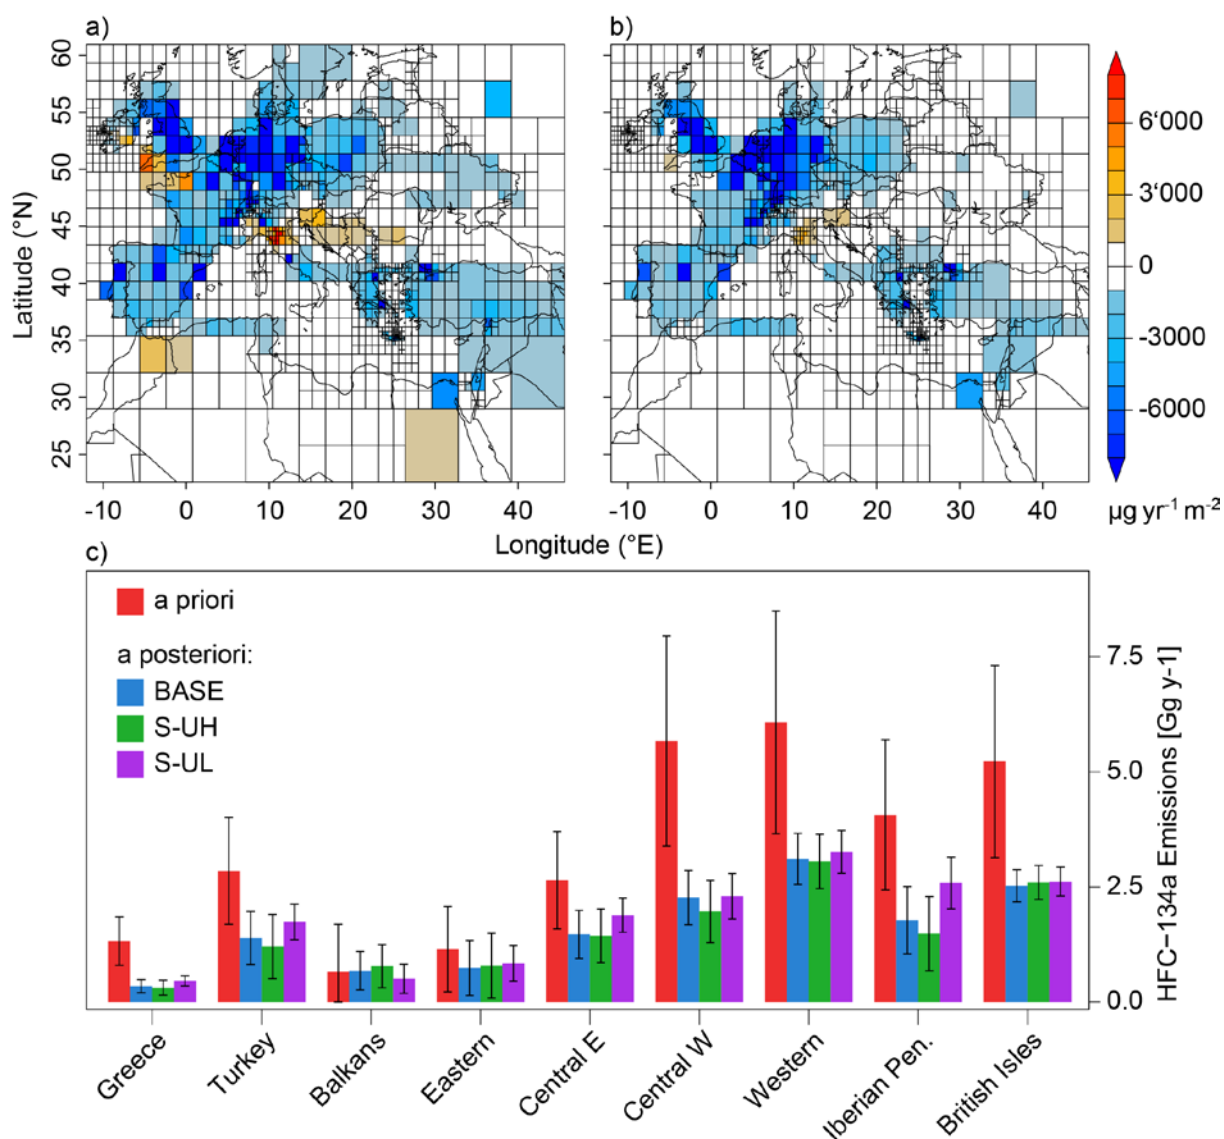 a)
b)
60
55
50
45
40
35
30
25
Latitude (°N)
-10 0 10 20 30 40
-10 0 10 20 30 40
Longitude (°E)
6‘000
3‘000
0
-3000
-6000
µg yr-1 m-2
c)
a priori
a posteriori:
BASE
S-UH
S-UL
7.5
5.0
2.5
0.0
HFC−134a Emissions [Gg y-1]
Greece
Turkey
Balkans
Eastern
Central E
Central W
Western
Iberian Pen.
British Isles